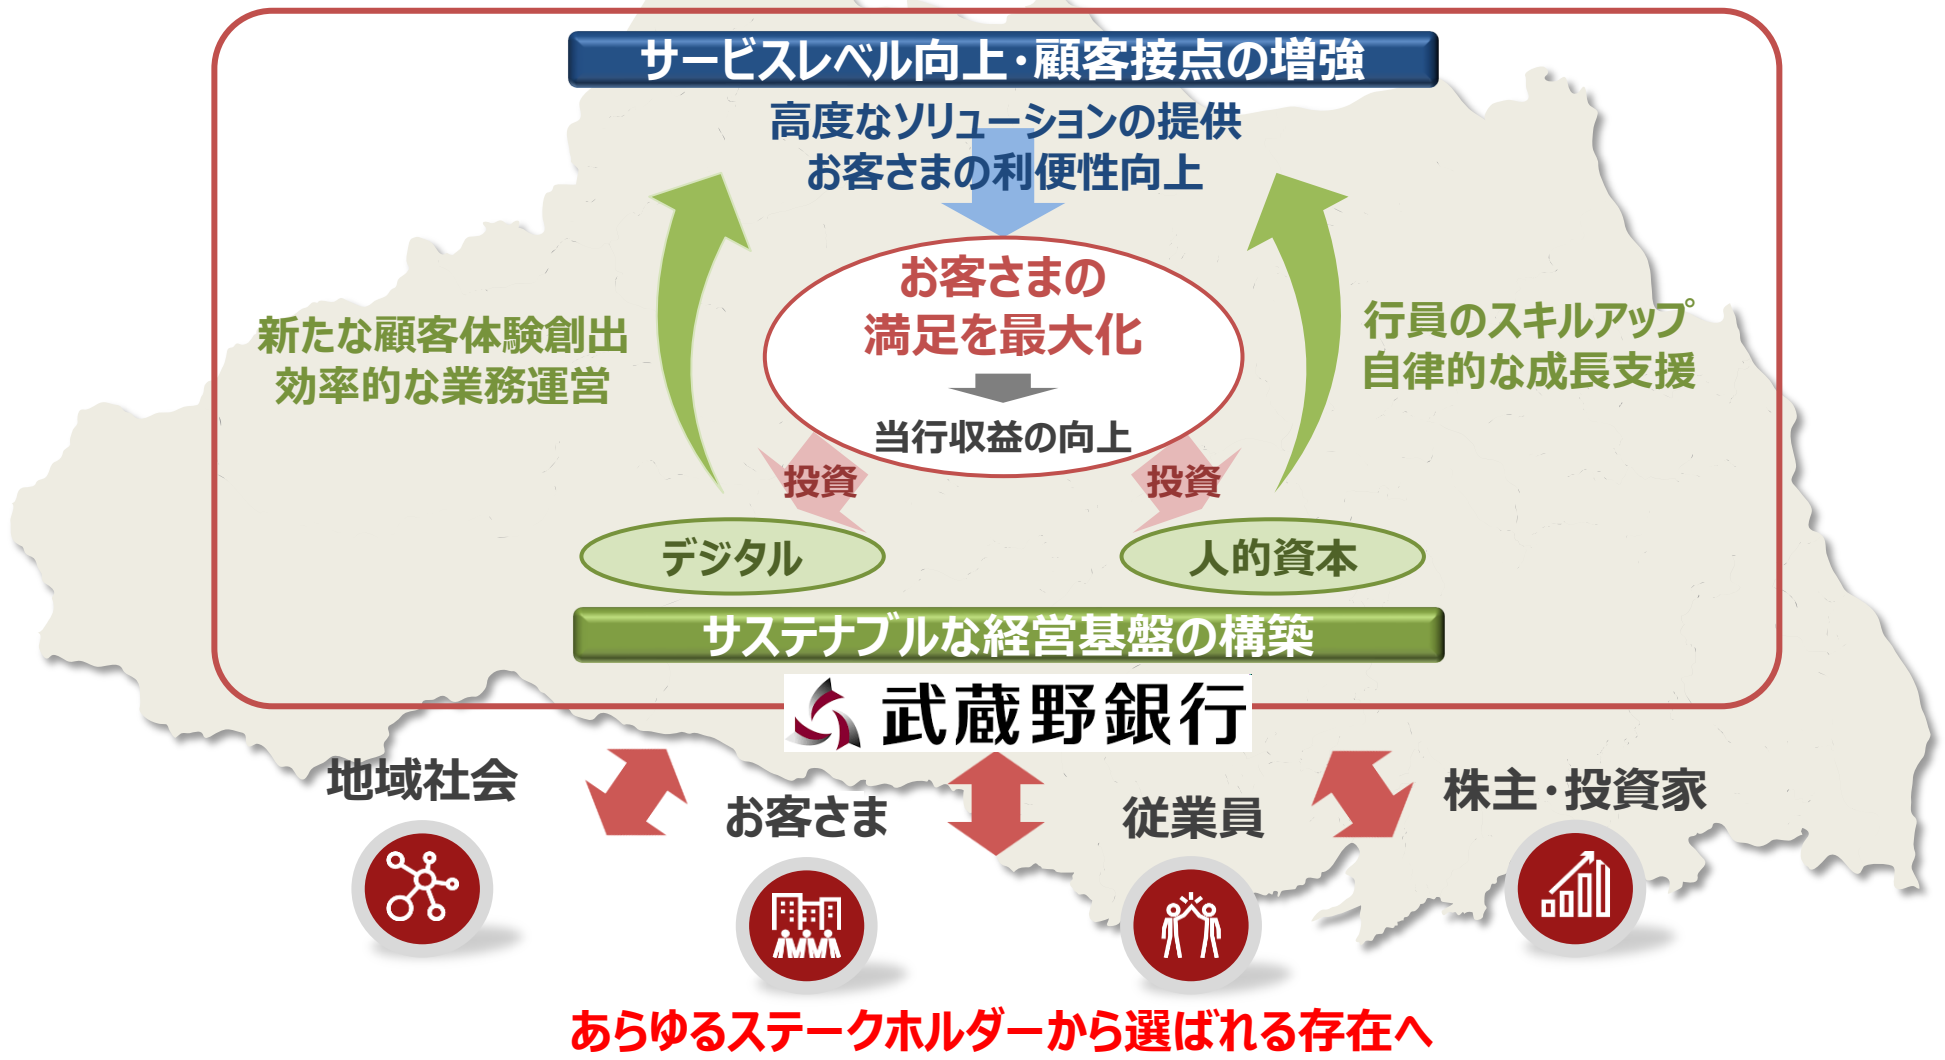 サービスレベル向上・顧客接点の増強
高度なソリューションの提供
お客さまの利便性向上
お客さまの
満足を最大化
当行収益の向上
新たな顧客体験創出
効率的な業務運営
行員のスキルアップ
自律的な成長支援
投資
投資
デジタル
人的資本
サステナブルな経営基盤の構築
武蔵野銀行
地域社会
お客さま
従業員
株主・投資家
あらゆるステークホルダーから選ばれる存在へ